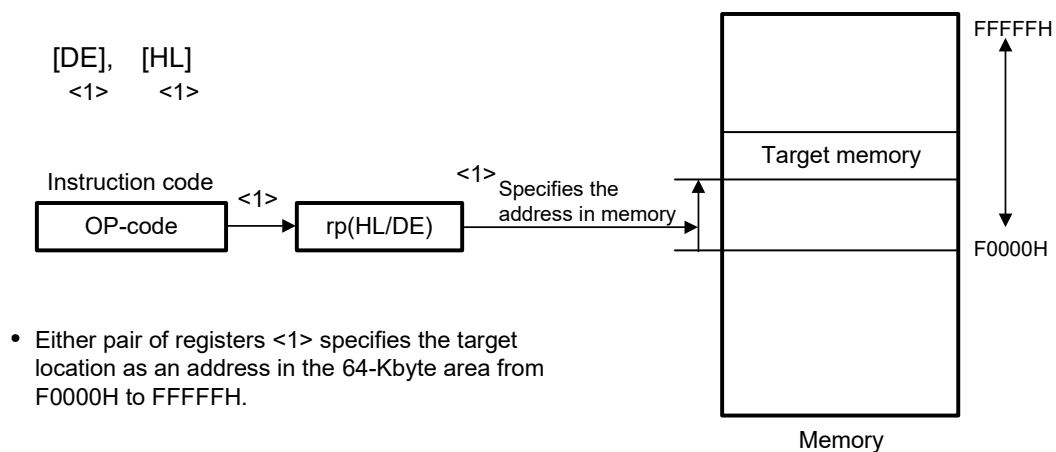 FFFFFH
[DE], [HL]
<1> <1>
Target memory
Instruction code
<1>
<1>
Specifies the
address in memory
OP-code
rp(HL/DE)
F0000H
• Either pair of registers <1> specifies the target
location as an address in the 64-Kbyte area from
F0000H to FFFFFH.
Memory